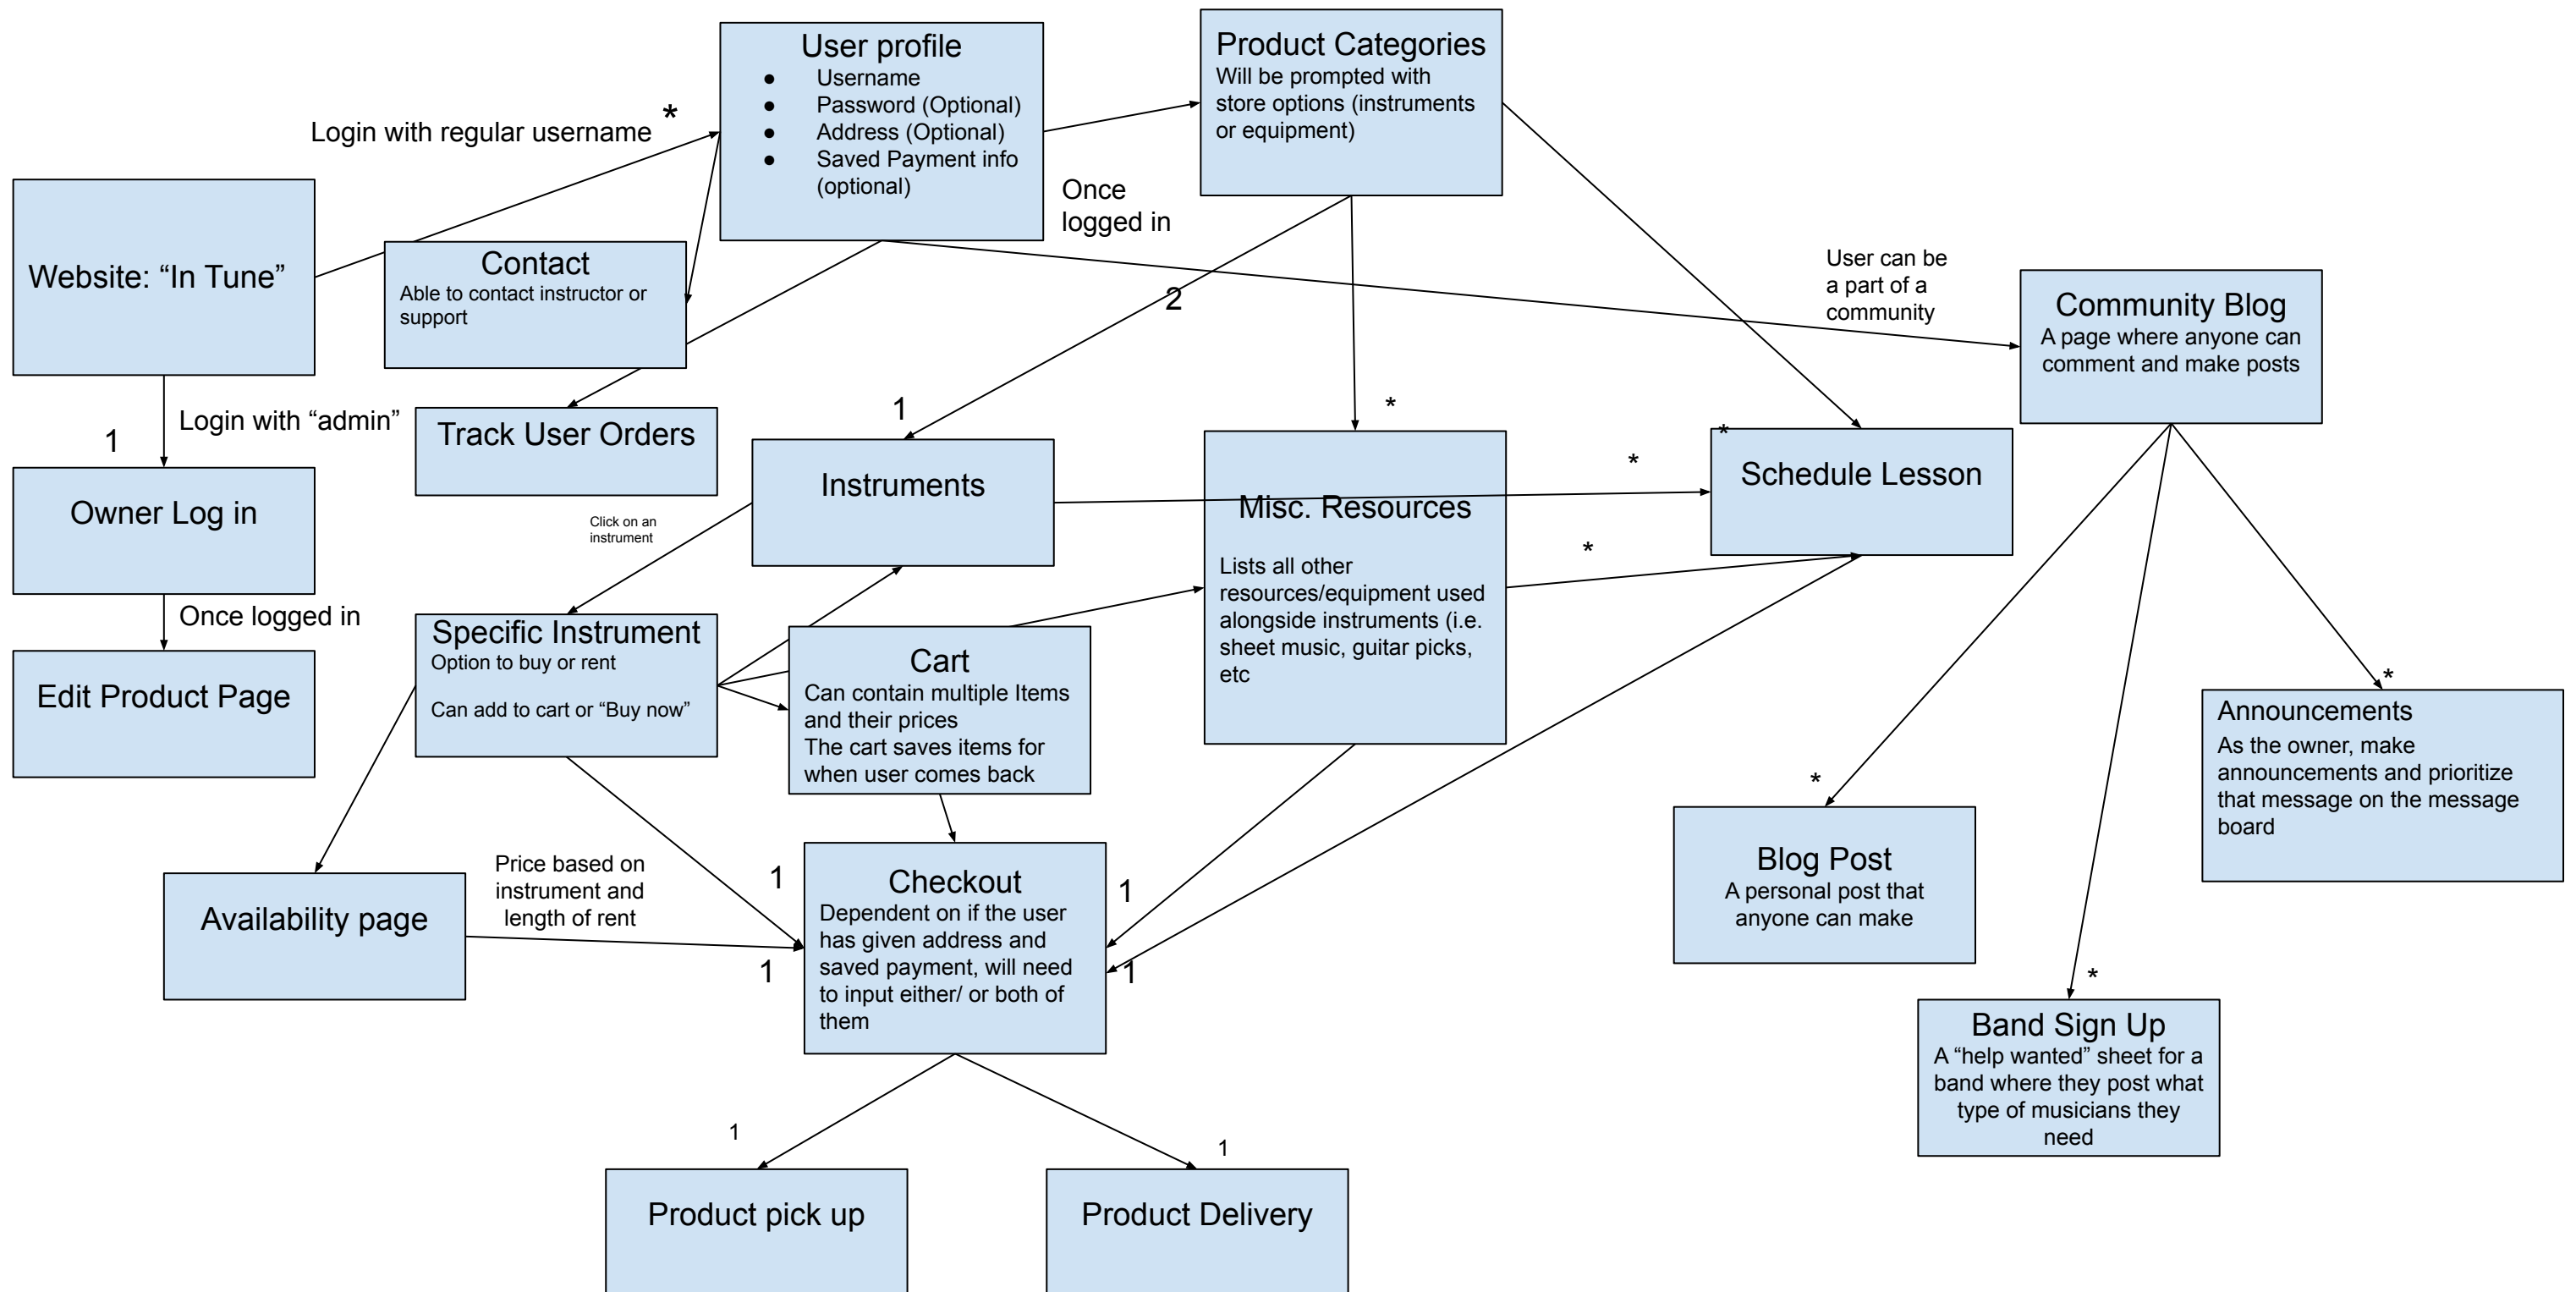 User profile
● Username
● Password (Optional)
● Address (Optional)
● Saved Payment info
(optional)
Product Categories
Will be prompted with
store options (instruments
or equipment)
Login with regular username
*
Once
logged in
Website: “In Tune”
Contact
Able to contact instructor or
support
2
User can be
a part of a
community
Community Blog
A page where anyone can
comment and make posts
Login with “admin”
1
Track User Orders
1
*
*
*
Owner Log in
Instruments
Misc. Resources
Schedule Lesson
Click on an
instrument
*
Lists all other
resources/equipment used
alongside instruments (i.e.
sheet music, guitar picks,
etc
Once logged in
Specific Instrument
Option to buy or rent
Can add to cart or “Buy now”
Edit Product Page
Cart
Can contain multiple Items
and their prices
The cart saves items for
when user comes back
*
Announcements
As the owner, make
announcements and prioritize
that message on the message
board
*
Blog Post
A personal post that
anyone can make
Price based on
instrument and
length of rent
1
1
Availability page
Checkout
Dependent on if the user
has given address and
saved payment, will need
to input either/ or both of
them
1
1
*
Band Sign Up
A “help wanted” sheet for a
band where they post what
type of musicians they
need
1
1
Product pick up
Product Delivery